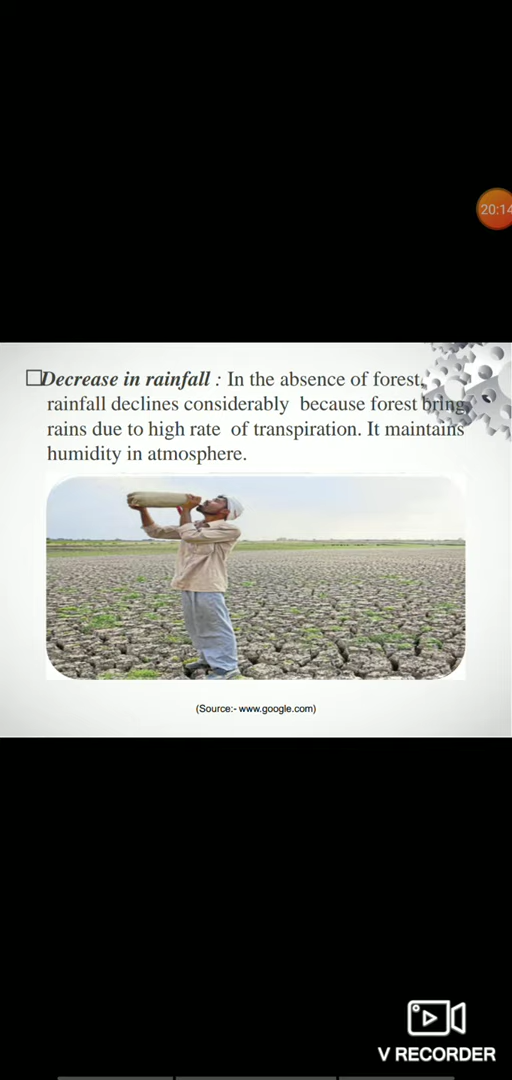 20:14
Decrease in rainfall : In the absence of forest,
rainfall declines considerably because forest bring
rains due to high rate of transpiration. It maintains
humidity in atmosphere.
(Source:- www.google.com)
V RECORDER